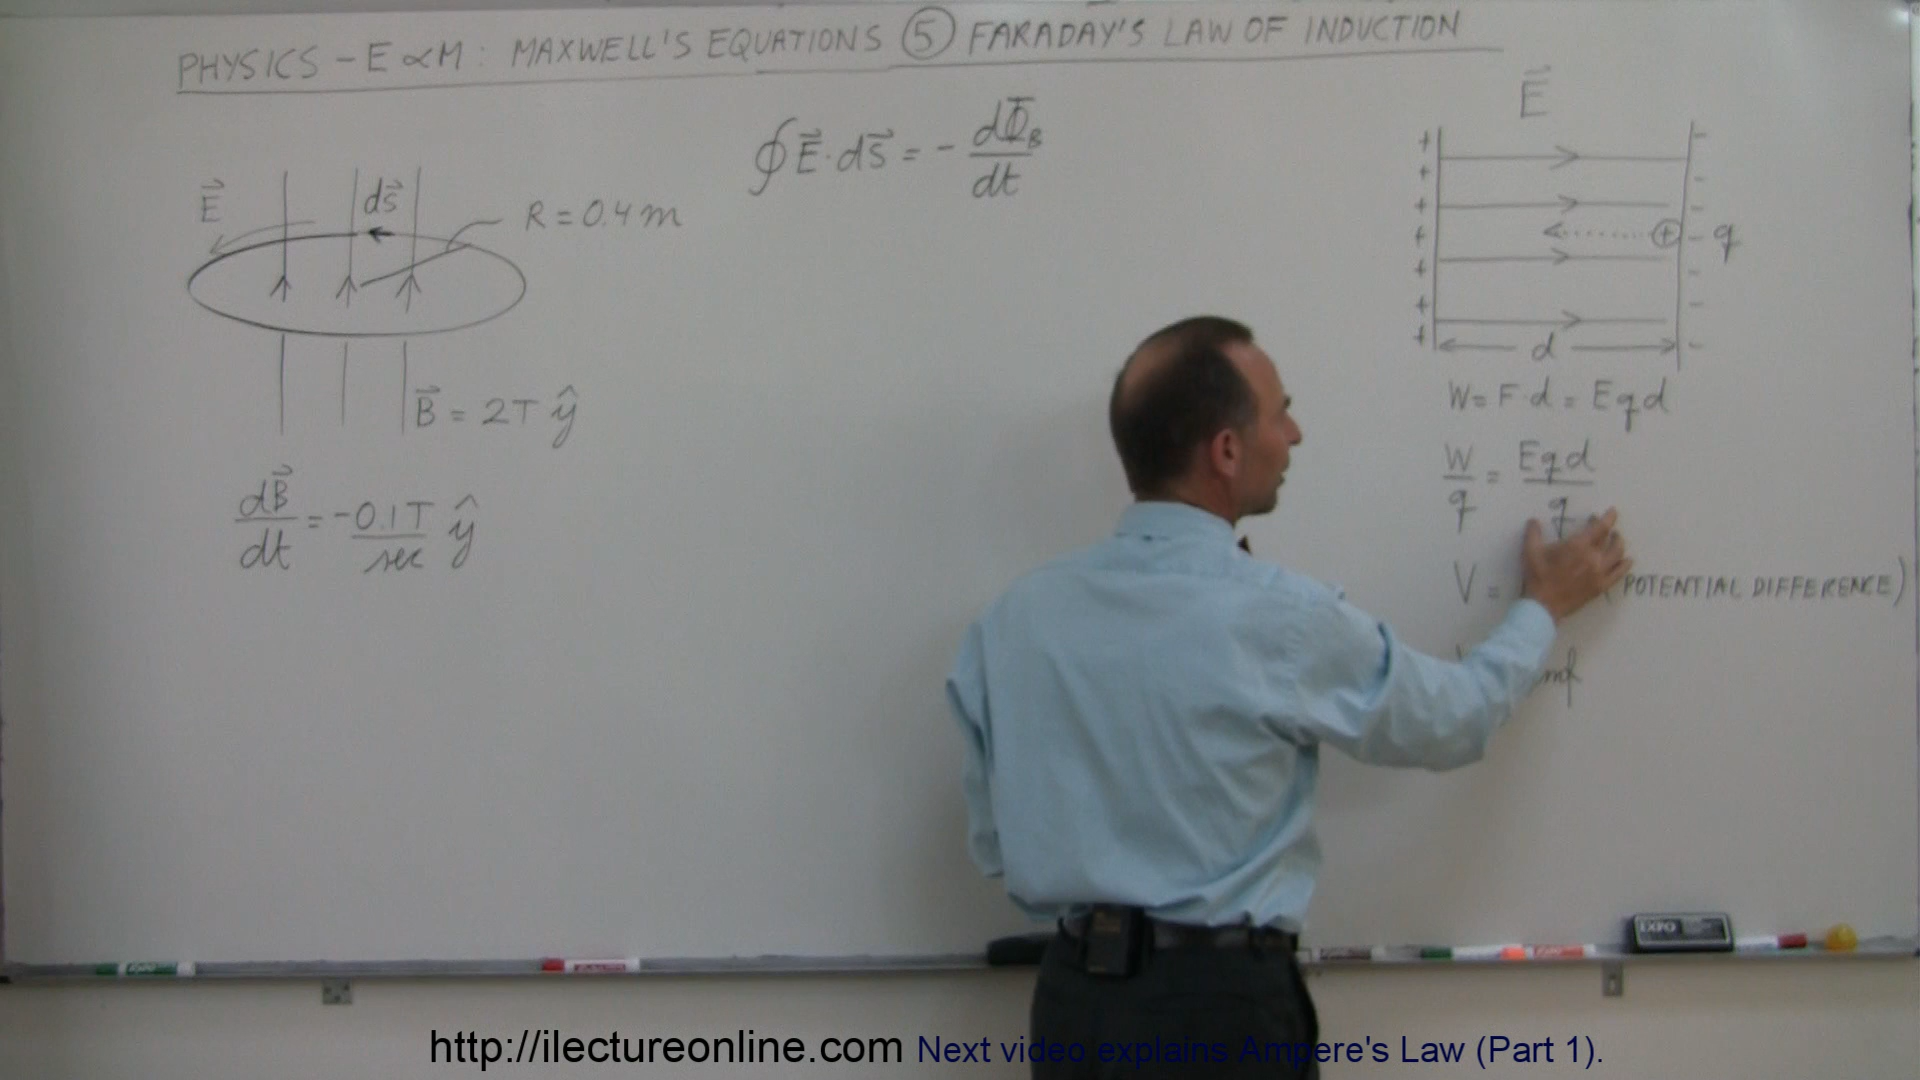 PHYSICS - E & M: MAXWELL'S EQUATIONS ⑤ FARADAY'S LAW OF INDUCTION
∮E⃗·ds⃗ = - dΦ_B/dt
E⃗
ds⃗
R = 0.4 m
B⃗ = 2T ŷ
dB⃗/dt = -0.1T/sec ŷ
E⃗
+ + + + + + +
- - - - - - -
+
q
d
W = F·d = Eqd
W/q = Eqd/q
V = (POTENTIAL DIFFERENCE)
EXPO
http://ilectureonline.com Next video explains Ampere's Law (Part 1).